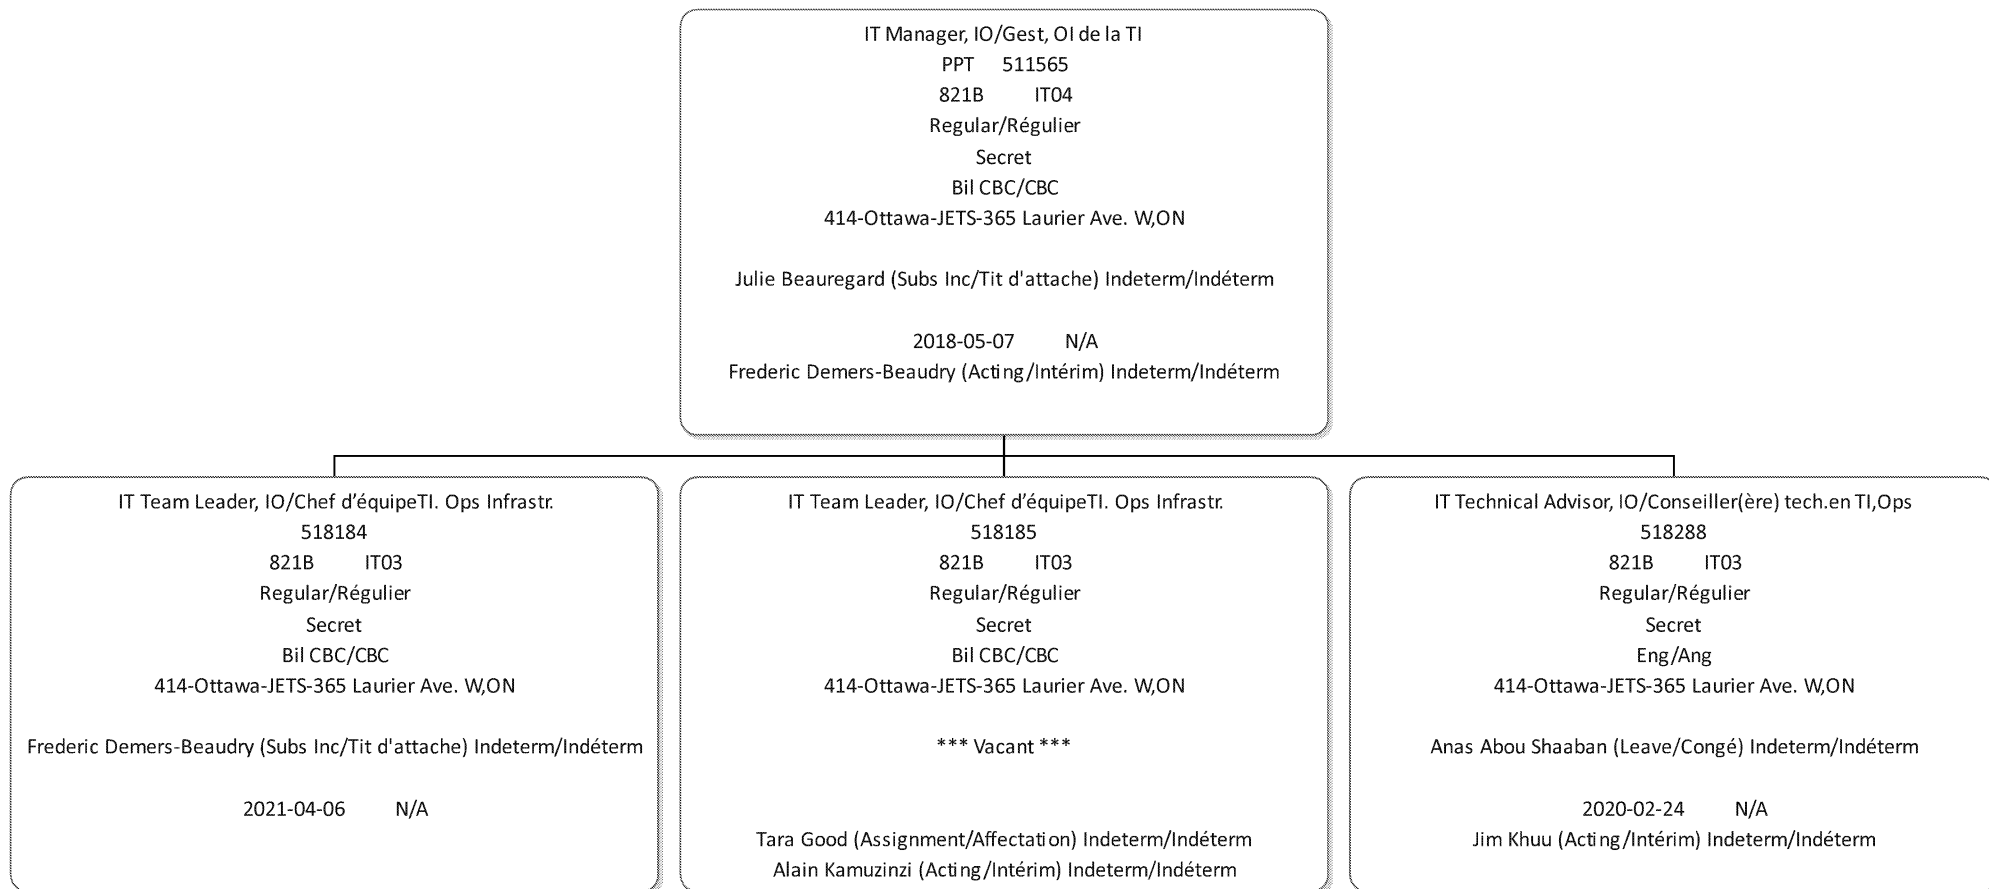 IT Manager, IO/Gest, OI de la TI
PPT 511565
821B IT04
Regular/Régulier
Secret
Bil CBC/CBC
414-Ottawa-JETS-365 Laurier Ave. W,ON
Julie Beauregard (Subs Inc/Tit d'attache) Indeterm/Indéterm
2018-05-07 N/A
Frederic Demers-Beaudry (Acting/Intérim) Indeterm/Indéterm
IT Team Leader, IO/Chef d’équipeTI. Ops Infrastr.
518184
821B IT03
Regular/Régulier
Secret
Bil CBC/CBC
414-Ottawa-JETS-365 Laurier Ave. W,ON
Frederic Demers-Beaudry (Subs Inc/Tit d'attache) Indeterm/Indéterm
2021-04-06 N/A
IT Team Leader, IO/Chef d’équipeTI. Ops Infrastr.
518185
821B IT03
Regular/Régulier
Secret
Bil CBC/CBC
414-Ottawa-JETS-365 Laurier Ave. W,ON
*** Vacant ***
Tara Good (Assignment/Affectation) Indeterm/Indéterm
Alain Kamuzinzi (Acting/Intérim) Indeterm/Indéterm
IT Technical Advisor, IO/Conseiller(ère) tech.en TI,Ops
518288
821B IT03
Regular/Régulier
Secret
Eng/Ang
414-Ottawa-JETS-365 Laurier Ave. W,ON
Anas Abou Shaaban (Leave/Congé) Indeterm/Indéterm
2020-02-24 N/A
Jim Khuu (Acting/Intérim) Indeterm/Indéterm